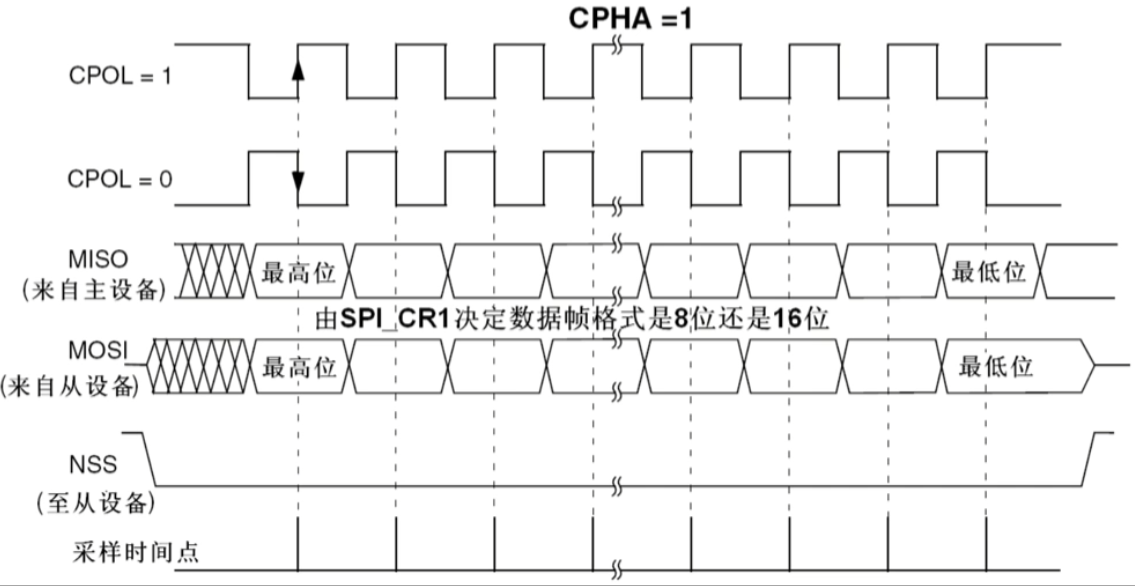 CPHA =1
CPOL = 1
CPOL = 0
MISO
(来自主设备)
最高位
最低位
由SPI_CR1决定数据帧格式是8位还是16位
MOSI
(来自从设备)
最高位
最低位
NSS
(至从设备)
采样时间点